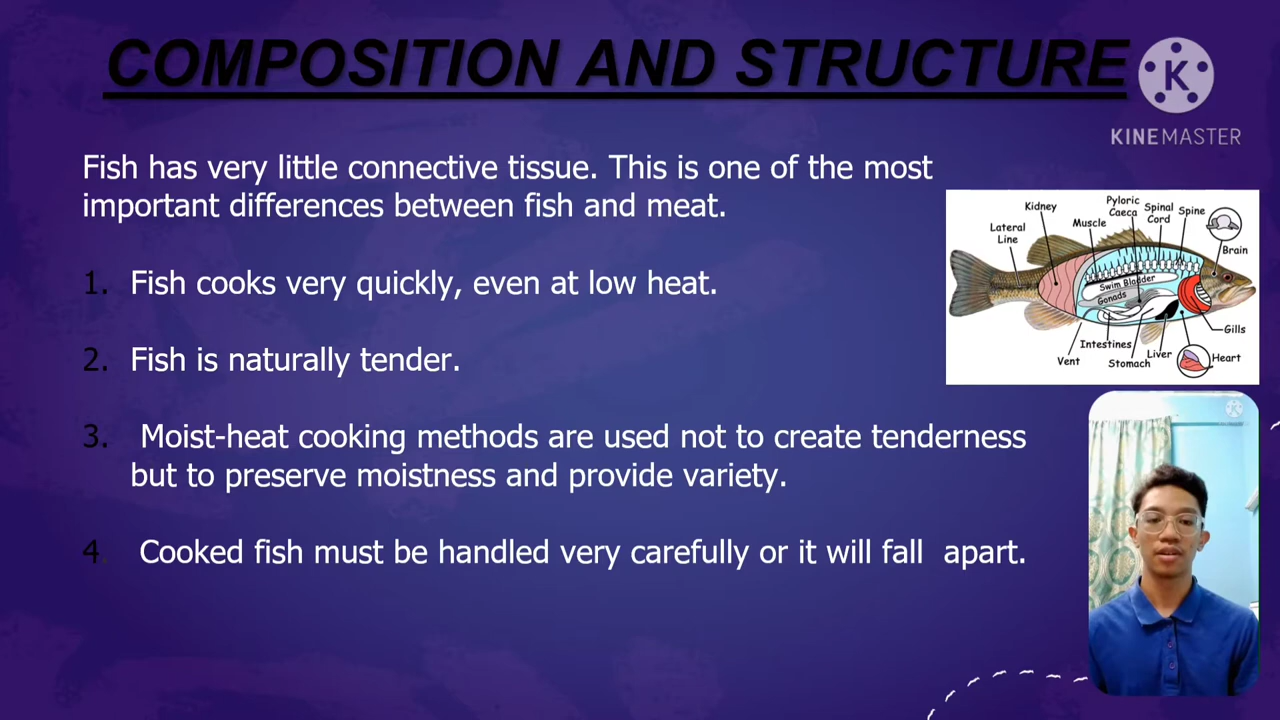 COMPOSITION AND STRUCTURE
KINEMASTER
Fish has very little connective tissue. This is one of the most
important differences between fish and meat.
1. Fish cooks very quickly, even at low heat.
2. Fish is naturally tender.
3. Moist-heat cooking methods are used not to create tenderness
but to preserve moistness and provide variety.
4. Cooked fish must be handled very carefully or it will fall apart.
Kidney
Pyloric
Caeca
Spinal
Cord
Spine
Muscle
Lateral
Line
Brain
Swim Bladder
Gonads
Gills
Intestines
Vent
Stomach
Liver
Heart